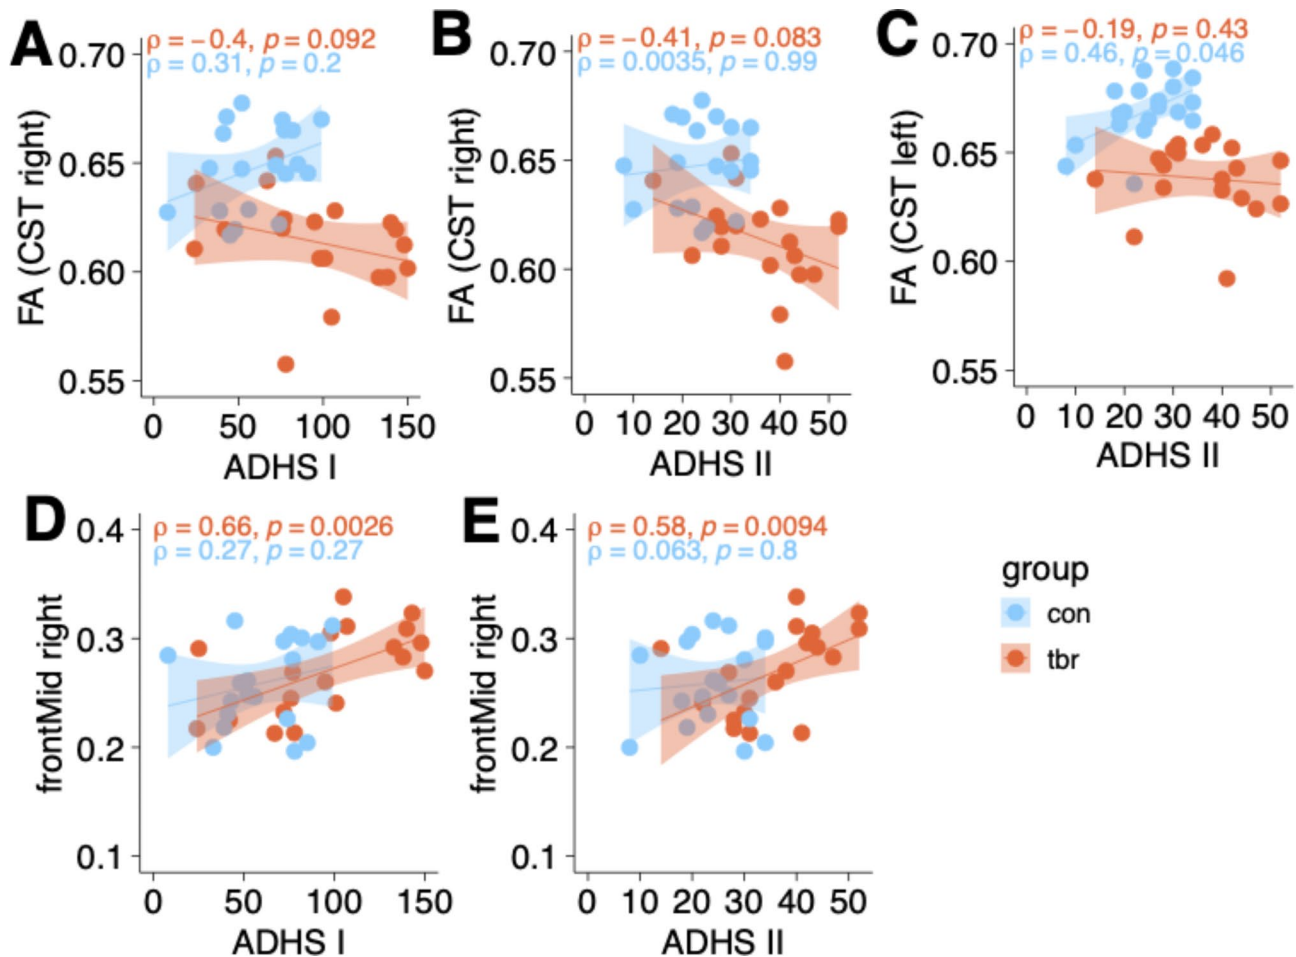 A
ρ = −0.4, p = 0.092
ρ = 0.31, p = 0.2
FA (CST right)
0.70
0.65
0.60
0.55
0 50 100 150
ADHS I
B
ρ = −0.41, p = 0.083
ρ = 0.0035, p = 0.99
FA (CST right)
0.70
0.65
0.60
0.55
0 10 20 30 40 50
ADHS II
C
ρ = −0.19, p = 0.43
ρ = 0.46, p = 0.046
FA (CST left)
0.70
0.65
0.60
0.55
0 10 20 30 40 50
ADHS II
D
ρ = 0.66, p = 0.0026
ρ = 0.27, p = 0.27
frontMid right
0.4
0.3
0.2
0.1
0 50 100 150
ADHS I
E
ρ = 0.58, p = 0.0094
ρ = 0.063, p = 0.8
frontMid right
0.4
0.3
0.2
0.1
0 10 20 30 40 50
ADHS II
group
con
tbr